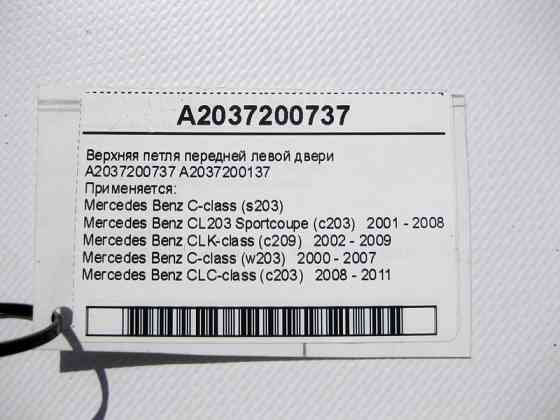 A2037200737
Верхняя петля передней левой двери
A2037200737 A2037200137
Применяется:
Mercedes Benz C-class (s203)
Mercedes Benz CL203 Sportcoupe (c203) 2001 - 2008
Mercedes Benz CLK-class (c209) 2002 - 2009
Mercedes Benz C-class (w203) 2000 - 2007
Mercedes Benz CLC-class (c203) 2008 - 2011